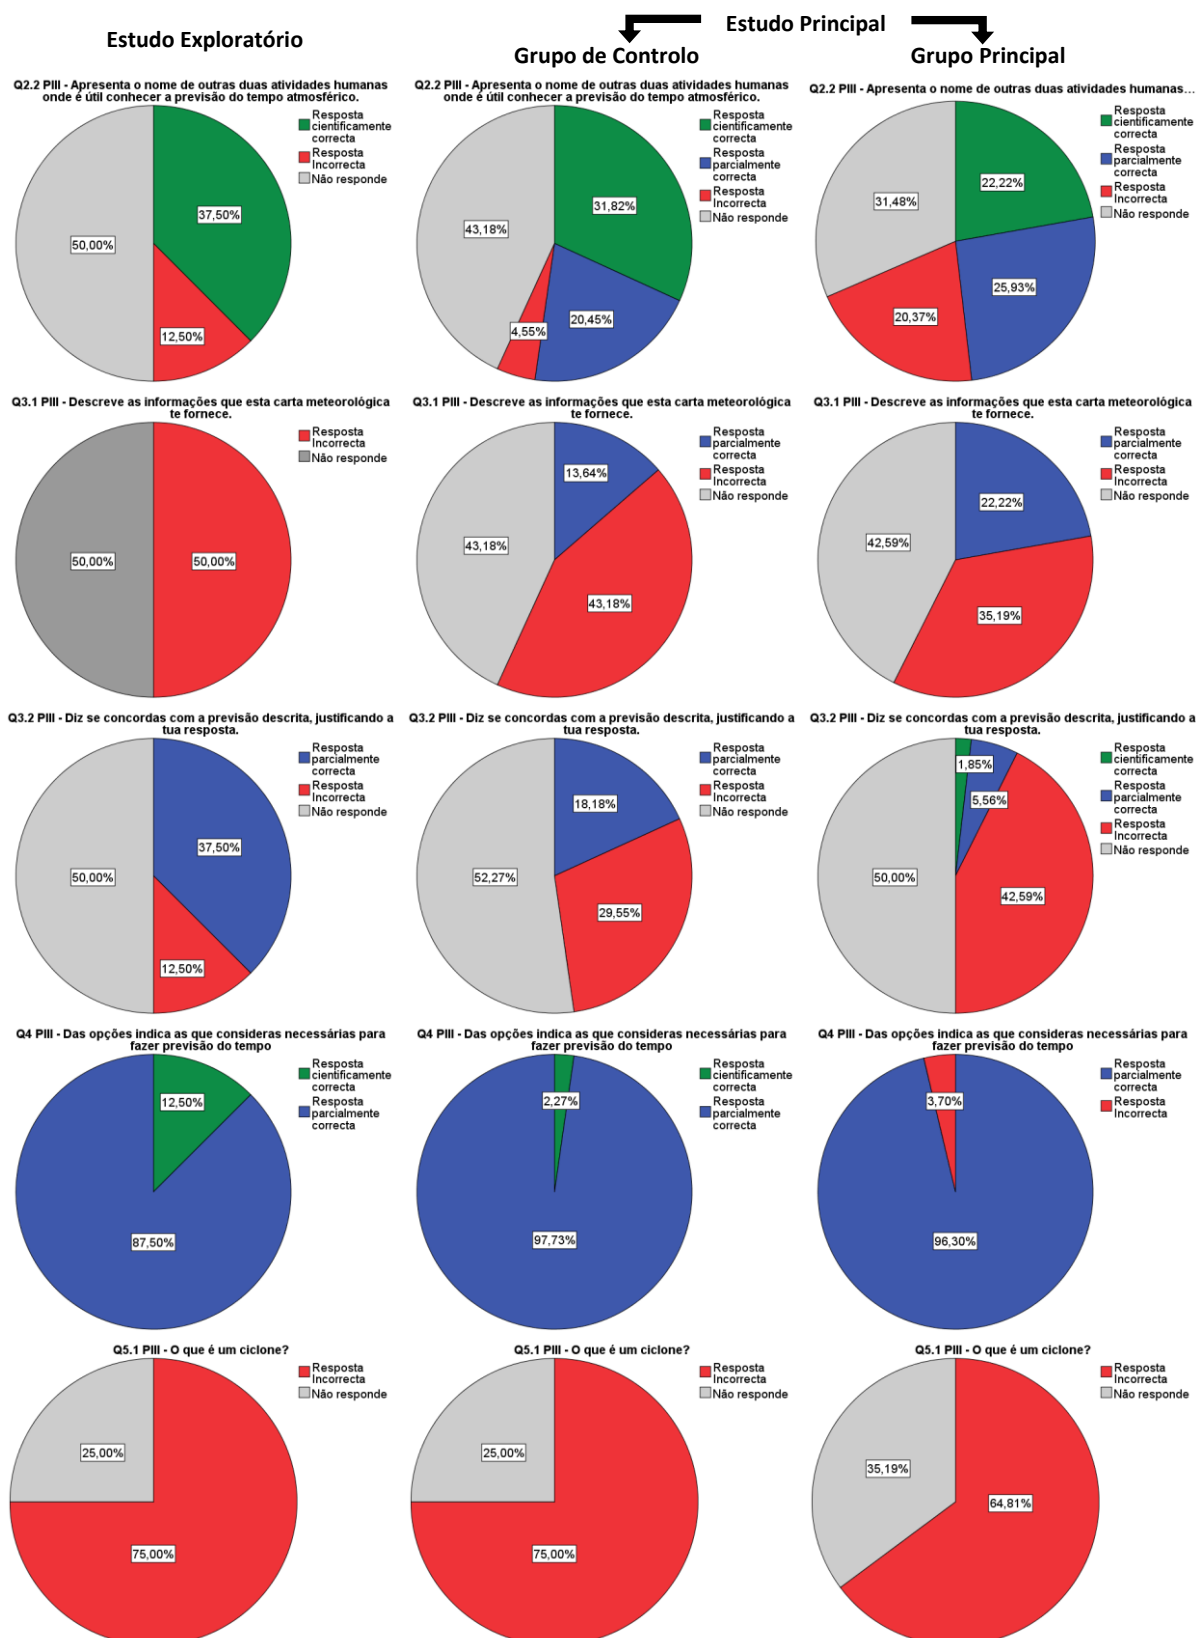 Estudo Principal
Estudo Exploratório
Grupo de Controlo
Grupo Principal
Q2.2 PIII - Apresenta o nome de outras duas atividades humanas
onde é útil conhecer a previsão do tempo atmosférico.
Resposta
cientificamente
correcta
Resposta
Incorrecta
Não responde
37,50%
50,00%
12,50%
Q2.2 PIII - Apresenta o nome de outras duas atividades humanas
onde é útil conhecer a previsão do tempo atmosférico.
Resposta
cientificamente
correcta
Resposta
parcialmente
correcta
Resposta
Incorrecta
Não responde
31,82%
43,18%
20,45%
4,55%
Q2.2 PIII - Apresenta o nome de outras duas atividades humanas...
Resposta
cientificamente
correcta
Resposta
parcialmente
correcta
Resposta
Incorrecta
Não responde
22,22%
31,48%
25,93%
20,37%
Q3.1 PIII - Descreve as informações que esta carta meteorológica
te fornece.
Resposta
Incorrecta
Não responde
50,00%
50,00%
Q3.1 PIII - Descreve as informações que esta carta meteorológica
te fornece.
Resposta
parcialmente
correcta
Resposta
Incorrecta
Não responde
13,64%
43,18%
43,18%
Q3.1 PIII - Descreve as informações que esta carta meteorológica
te fornece.
Resposta
parcialmente
correcta
Resposta
Incorrecta
Não responde
22,22%
42,59%
35,19%
Q3.2 PIII - Diz se concordas com a previsão descrita, justificando a
tua resposta.
Resposta
parcialmente
correcta
Resposta
Incorrecta
Não responde
37,50%
50,00%
12,50%
Q3.2 PIII - Diz se concordas com a previsão descrita, justificando a
tua resposta.
Resposta
parcialmente
correcta
Resposta
Incorrecta
Não responde
18,18%
52,27%
29,55%
Q3.2 PIII - Diz se concordas com a previsão descrita, justificando a
tua resposta.
Resposta
cientificamente
correcta
Resposta
parcialmente
correcta
Resposta
Incorrecta
Não responde
1,85%
5,56%
50,00%
42,59%
Q4 PIII - Das opções indica as que consideras necessárias para
fazer previsão do tempo
Resposta
cientificamente
correcta
Resposta
parcialmente
correcta
12,50%
87,50%
Q4 PIII - Das opções indica as que consideras necessárias para
fazer previsão do tempo
Resposta
cientificamente
correcta
Resposta
parcialmente
correcta
2,27%
97,73%
Q4 PIII - Das opções indica as que consideras necessárias para
fazer previsão do tempo
Resposta
parcialmente
correcta
Resposta
Incorrecta
3,70%
96,30%
Q5.1 PIII - O que é um ciclone?
Resposta
Incorrecta
Não responde
25,00%
75,00%
Q5.1 PIII - O que é um ciclone?
Resposta
Incorrecta
Não responde
25,00%
75,00%
Q5.1 PIII - O que é um ciclone?
Resposta
Incorrecta
Não responde
35,19%
64,81%